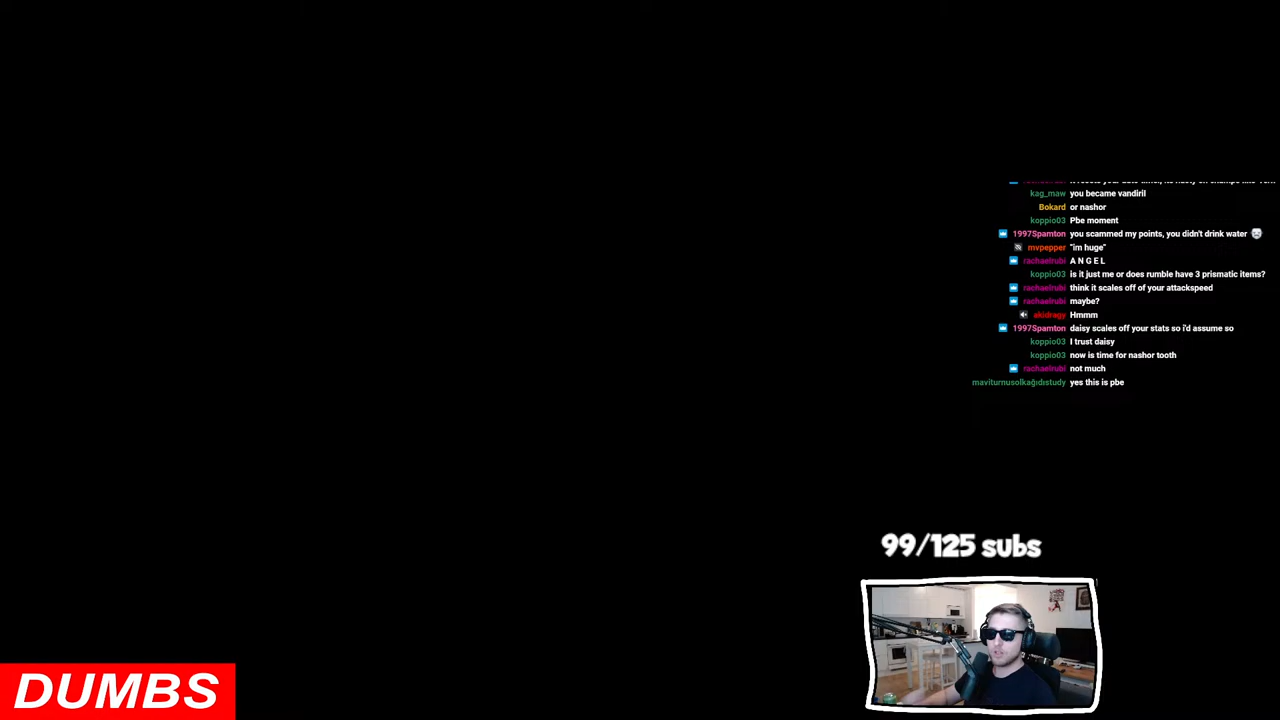 kag_maw you became vandiril
Bokard or nashor
koppio03 Pbe moment
1997Spamton you scammed my points, you didn't drink water
mvpepper "im huge"
rachaelrubi A N G E L
koppio03 is it just me or does rumble have 3 prismatic items?
rachaelrubi think it scales off of your attackspeed
rachaelrubi maybe?
akidragy Hmmm
1997Spamton daisy scales off your stats so i'd assume so
koppio03 I trust daisy
koppio03 now is time for nashor tooth
rachaelrubi not much
maviturnusolkağıdıstudy yes this is pbe
99/125 subs
DUMBS